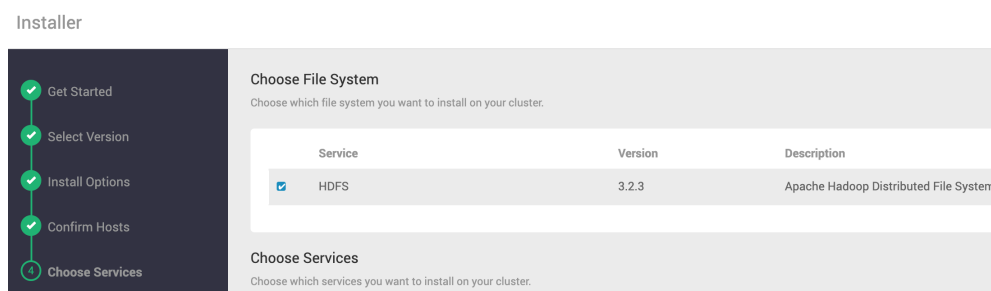 Installer
Get Started
Select Version
Install Options
Confirm Hosts
4 Choose Services
Choose File System
Choose which file system you want to install on your cluster.
Service Version Description
HDFS 3.2.3 Apache Hadoop Distributed File System
Choose Services
Choose which services you want to install on your cluster.